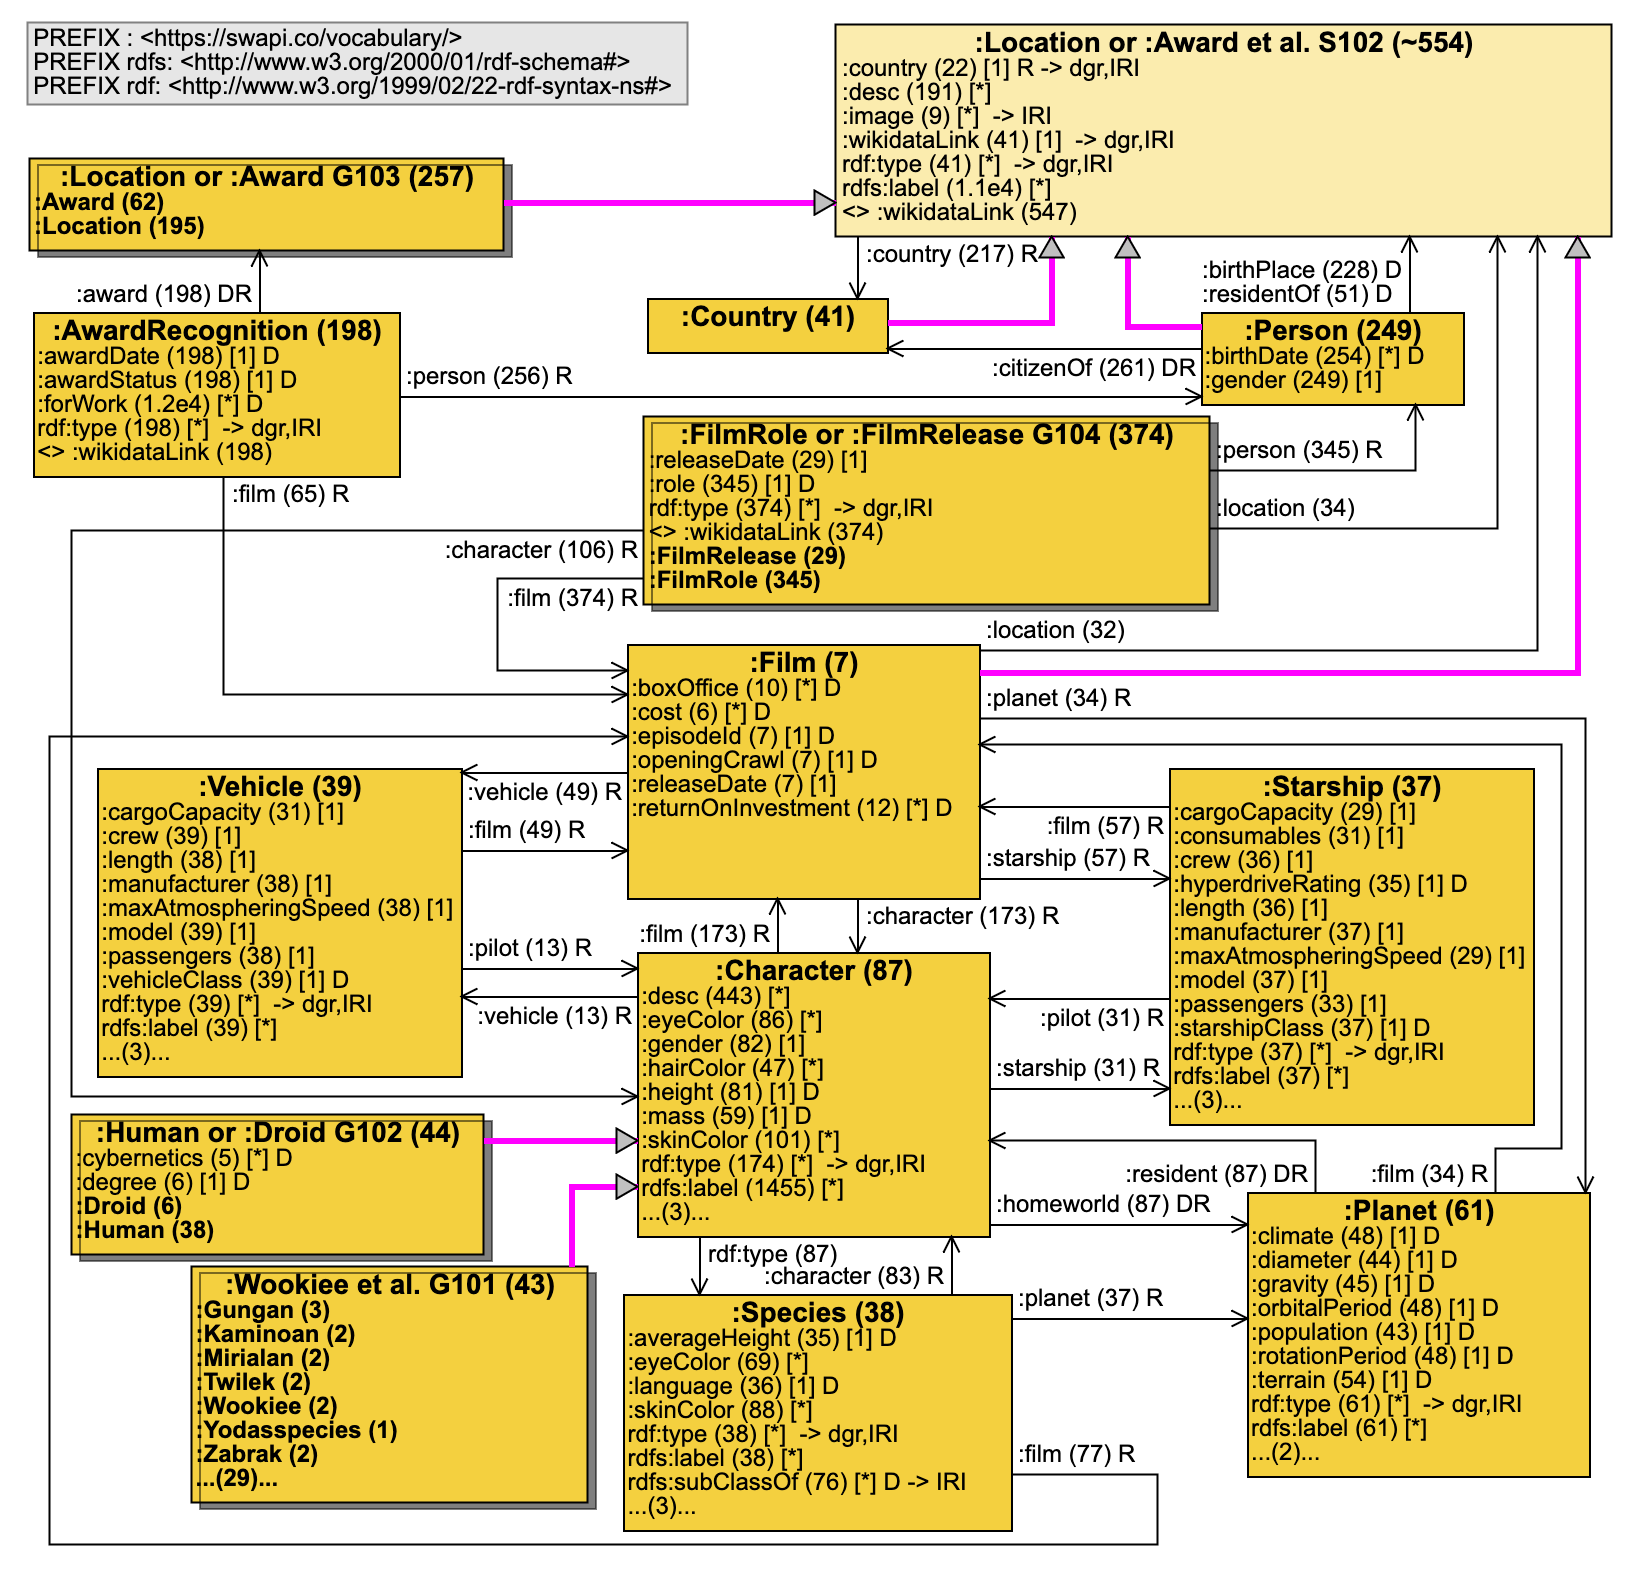 PREFIX : <https://swapi.co/vocabulary/>
PREFIX rdfs: <http://www.w3.org/2000/01/rdf-schema#>
PREFIX rdf: <http://www.w3.org/1999/02/22-rdf-syntax-ns#>
:Location or :Award et al. S102 (~554)
:country (22) [1] R -> dgr,IRI
:desc (191) [*]
:image (9) [*]  -> IRI
:wikidataLink (41) [1]  -> dgr,IRI
rdf:type (41) [*]  -> dgr,IRI
rdfs:label (1.1e4) [*]
<> :wikidataLink (547)
:Location or :Award G103 (257)
:Award (62)
:Location (195)
:country (217) R
:birthPlace (228) D
:residentOf (51) D
:award (198) DR
:Country (41)
:Person (249)
:birthDate (254) [*] D
:gender (249) [1]
:citizenOf (261) DR
:AwardRecognition (198)
:awardDate (198) [1] D
:awardStatus (198) [1] D
:forWork (1.2e4) [*] D
rdf:type (198) [*]  -> dgr,IRI
<> :wikidataLink (198)
:person (256) R
:FilmRole or :FilmRelease G104 (374)
:releaseDate (29) [1]
:role (345) [1] D
rdf:type (374) [*]  -> dgr,IRI
<> :wikidataLink (374)
:FilmRelease (29)
:FilmRole (345)
:person (345) R
:location (34)
:film (65) R
:character (106) R
:film (374) R
:location (32)
:Film (7)
:boxOffice (10) [*] D
:cost (6) [*] D
:episodeId (7) [1] D
:openingCrawl (7) [1] D
:releaseDate (7) [1]
:returnOnInvestment (12) [*] D
:planet (34) R
:Vehicle (39)
:cargoCapacity (31) [1]
:crew (39) [1]
:length (38) [1]
:manufacturer (38) [1]
:maxAtmospheringSpeed (38) [1]
:model (39) [1]
:passengers (38) [1]
:vehicleClass (39) [1] D
rdf:type (39) [*]  -> dgr,IRI
rdfs:label (39) [*]
...(3)...
:vehicle (49) R
:film (49) R
:film (57) R
:starship (57) R
:Starship (37)
:cargoCapacity (29) [1]
:consumables (31) [1]
:crew (36) [1]
:hyperdriveRating (35) [1] D
:length (36) [1]
:manufacturer (37) [1]
:maxAtmospheringSpeed (29) [1]
:model (37) [1]
:passengers (33) [1]
:starshipClass (37) [1] D
rdf:type (37) [*]  -> dgr,IRI
rdfs:label (37) [*]
...(3)...
:film (173) R
:character (173) R
:pilot (13) R
:vehicle (13) R
:Character (87)
:desc (443) [*]
:eyeColor (86) [*]
:gender (82) [1]
:hairColor (47) [*]
:height (81) [1] D
:mass (59) [1] D
:skinColor (101) [*]
rdf:type (174) [*]  -> dgr,IRI
rdfs:label (1455) [*]
...(3)...
:pilot (31) R
:starship (31) R
:Human or :Droid G102 (44)
:cybernetics (5) [*] D
:degree (6) [1] D
:Droid (6)
:Human (38)
:resident (87) DR
:film (34) R
:homeworld (87) DR
:Wookiee et al. G101 (43)
:Gungan (3)
:Kaminoan (2)
:Mirialan (2)
:Twilek (2)
:Wookiee (2)
:Yodasspecies (1)
:Zabrak (2)
...(29)...
rdf:type (87)
:character (83) R
:Species (38)
:averageHeight (35) [1] D
:eyeColor (69) [*]
:language (36) [1] D
:skinColor (88) [*]
rdf:type (38) [*]  -> dgr,IRI
rdfs:label (38) [*]
rdfs:subClassOf (76) [*] D -> IRI
...(3)...
:planet (37) R
:film (77) R
:Planet (61)
:climate (48) [1] D
:diameter (44) [1] D
:gravity (45) [1] D
:orbitalPeriod (48) [1] D
:population (43) [1] D
:rotationPeriod (48) [1] D
:terrain (54) [1] D
rdf:type (61) [*]  -> dgr,IRI
rdfs:label (61) [*]
...(2)...